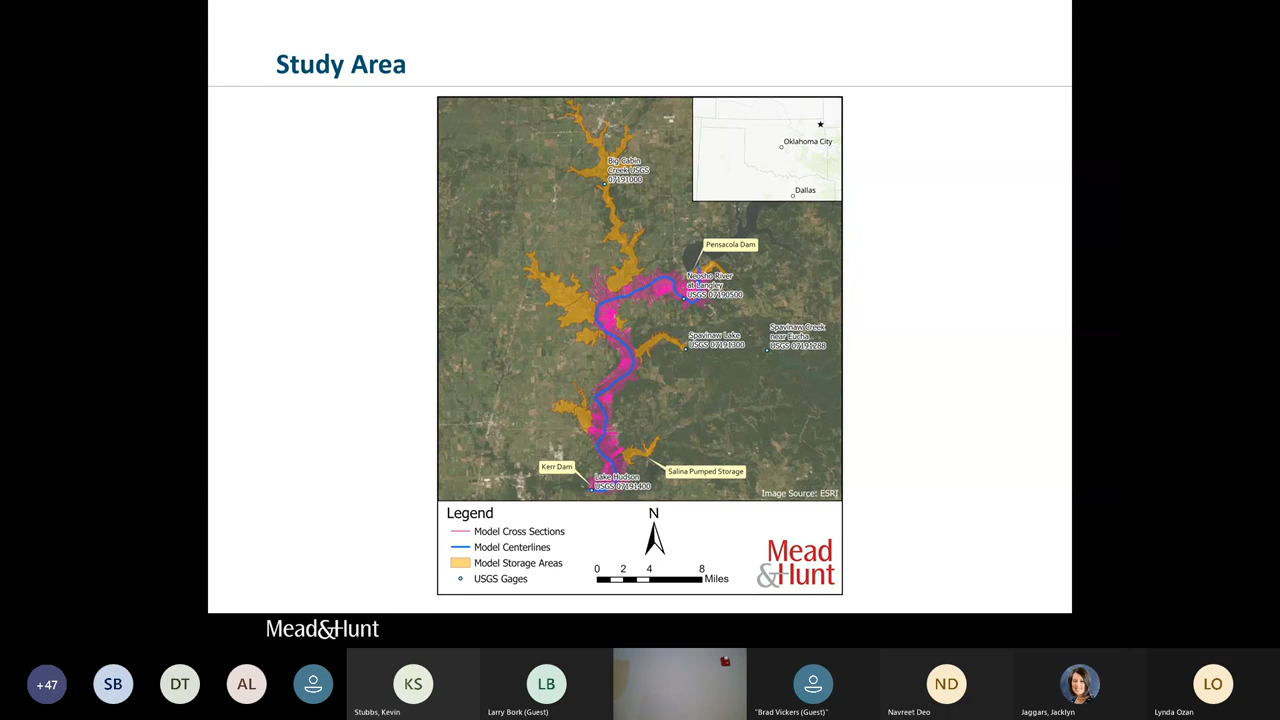 Study Area
Oklahoma City
Dallas
Big Cabin
Creek USGS
07191000
Pensacola Dam
Neosho River
at Langley
USGS 07190500
Spavinaw Lake
USGS 07191300
Spavinaw Creek
near Eucha
USGS 07191288
Kerr Dam
Lake Hudson
USGS 07191400
Salina Pumped Storage
Image Source: ESRI
Legend
Model Cross Sections
Model Centerlines
Model Storage Areas
USGS Gages
N
0 2 4 8
Miles
Mead
&Hunt
Mead&Hunt
+47
SB
DT
AL
KS
Stubbs, Kevin
LB
Larry Bork (Guest)
"Brad Vickers (Guest)"
ND
Navreet Deo
Jaggars, Jacklyn
LO
Lynda Ozan